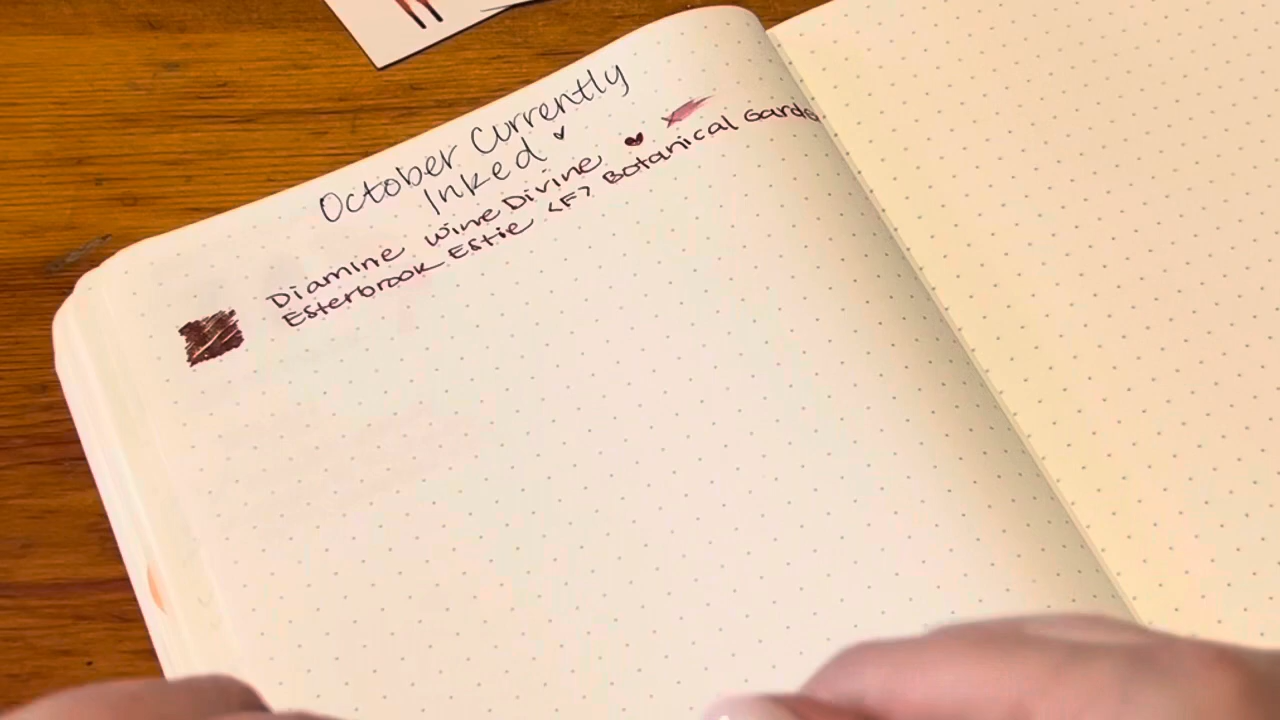 October Currently
Inked
Diamine Wine Divine
Esterbrook Estie <F> Botanical Garde